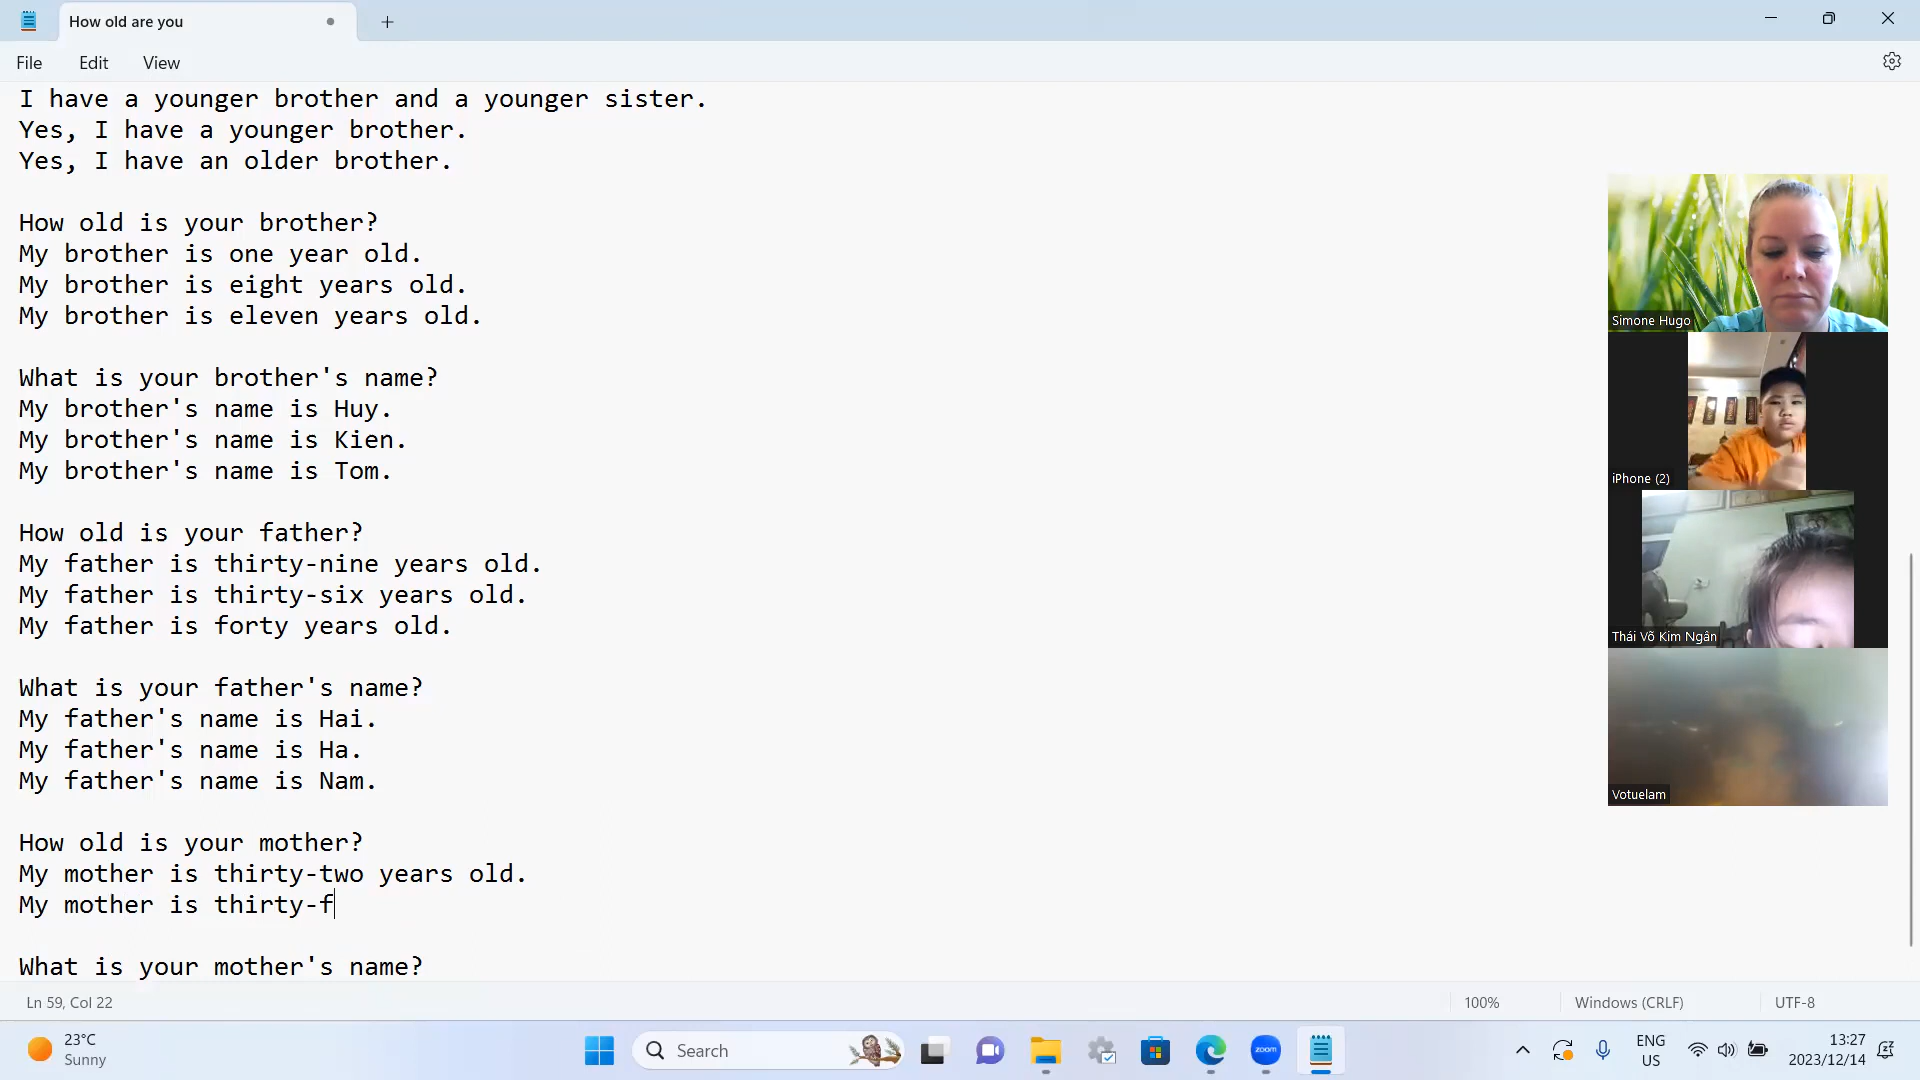 How old are you
File Edit View
I have a younger brother and a younger sister.
Yes, I have a younger brother.
Yes, I have an older brother.
How old is your brother?
My brother is one year old.
My brother is eight years old.
My brother is eleven years old.
What is your brother's name?
My brother's name is Huy.
My brother's name is Kien.
My brother's name is Tom.
How old is your father?
My father is thirty-nine years old.
My father is thirty-six years old.
My father is forty years old.
What is your father's name?
My father's name is Hai.
My father's name is Ha.
My father's name is Nam.
How old is your mother?
My mother is thirty-two years old.
My mother is thirty-f
What is your mother's name?
Simone Hugo
iPhone (2)
Thái Võ Kim Ngân
Votuelam
Ln 59, Col 22 100% Windows (CRLF) UTF-8
23°C
Sunny
Search
zoom
ENG
US
13:27
2023/12/14